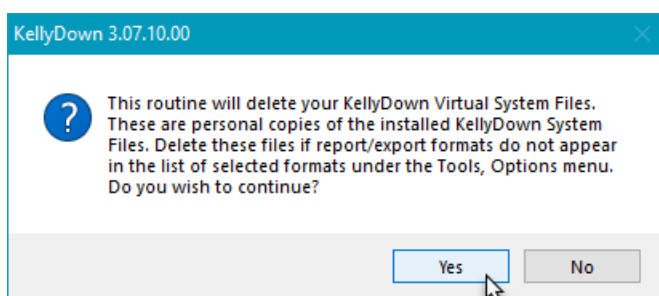 KellyDown 3.07.10.00
This routine will delete your KellyDown Virtual System Files.
These are personal copies of the installed KellyDown System
Files. Delete these files if report/export formats do not appear
in the list of selected formats under the Tools, Options menu.
Do you wish to continue?
Yes
No